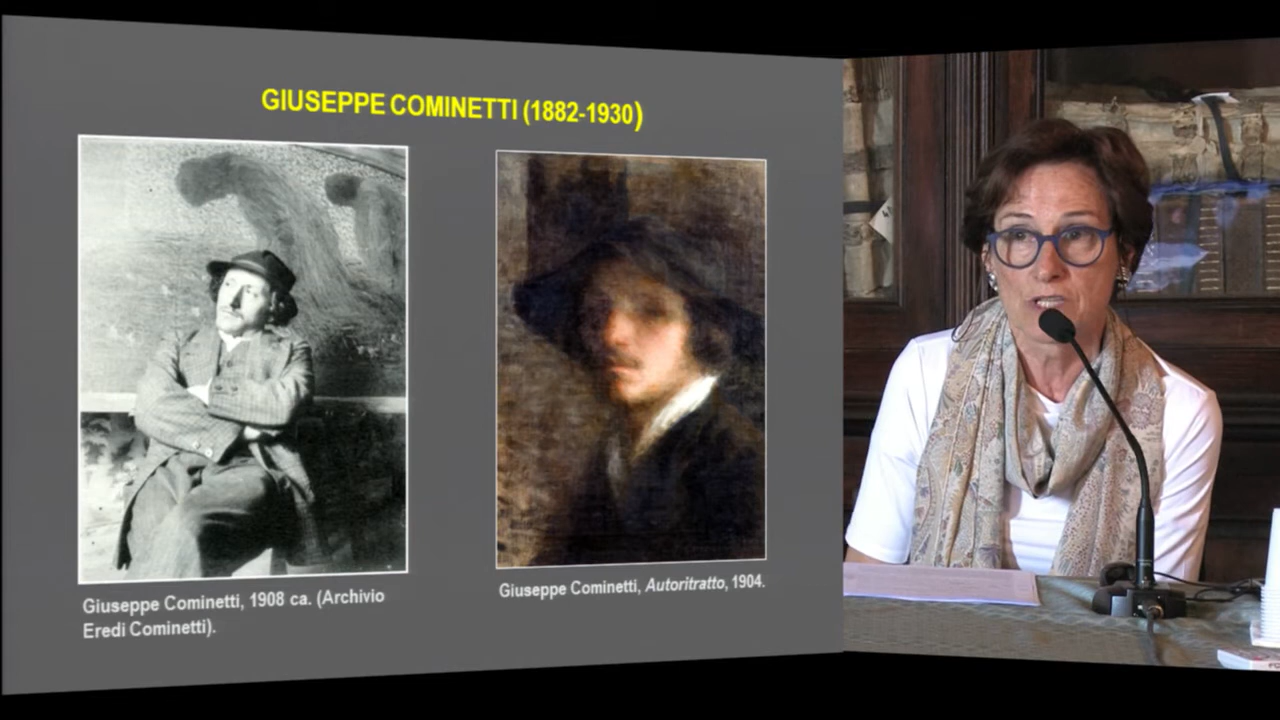 GIUSEPPE COMINETTI (1882-1930)
Giuseppe Cominetti, 1908 ca. (Archivio
Eredi Cominetti).
Giuseppe Cominetti, Autoritratto, 1904.